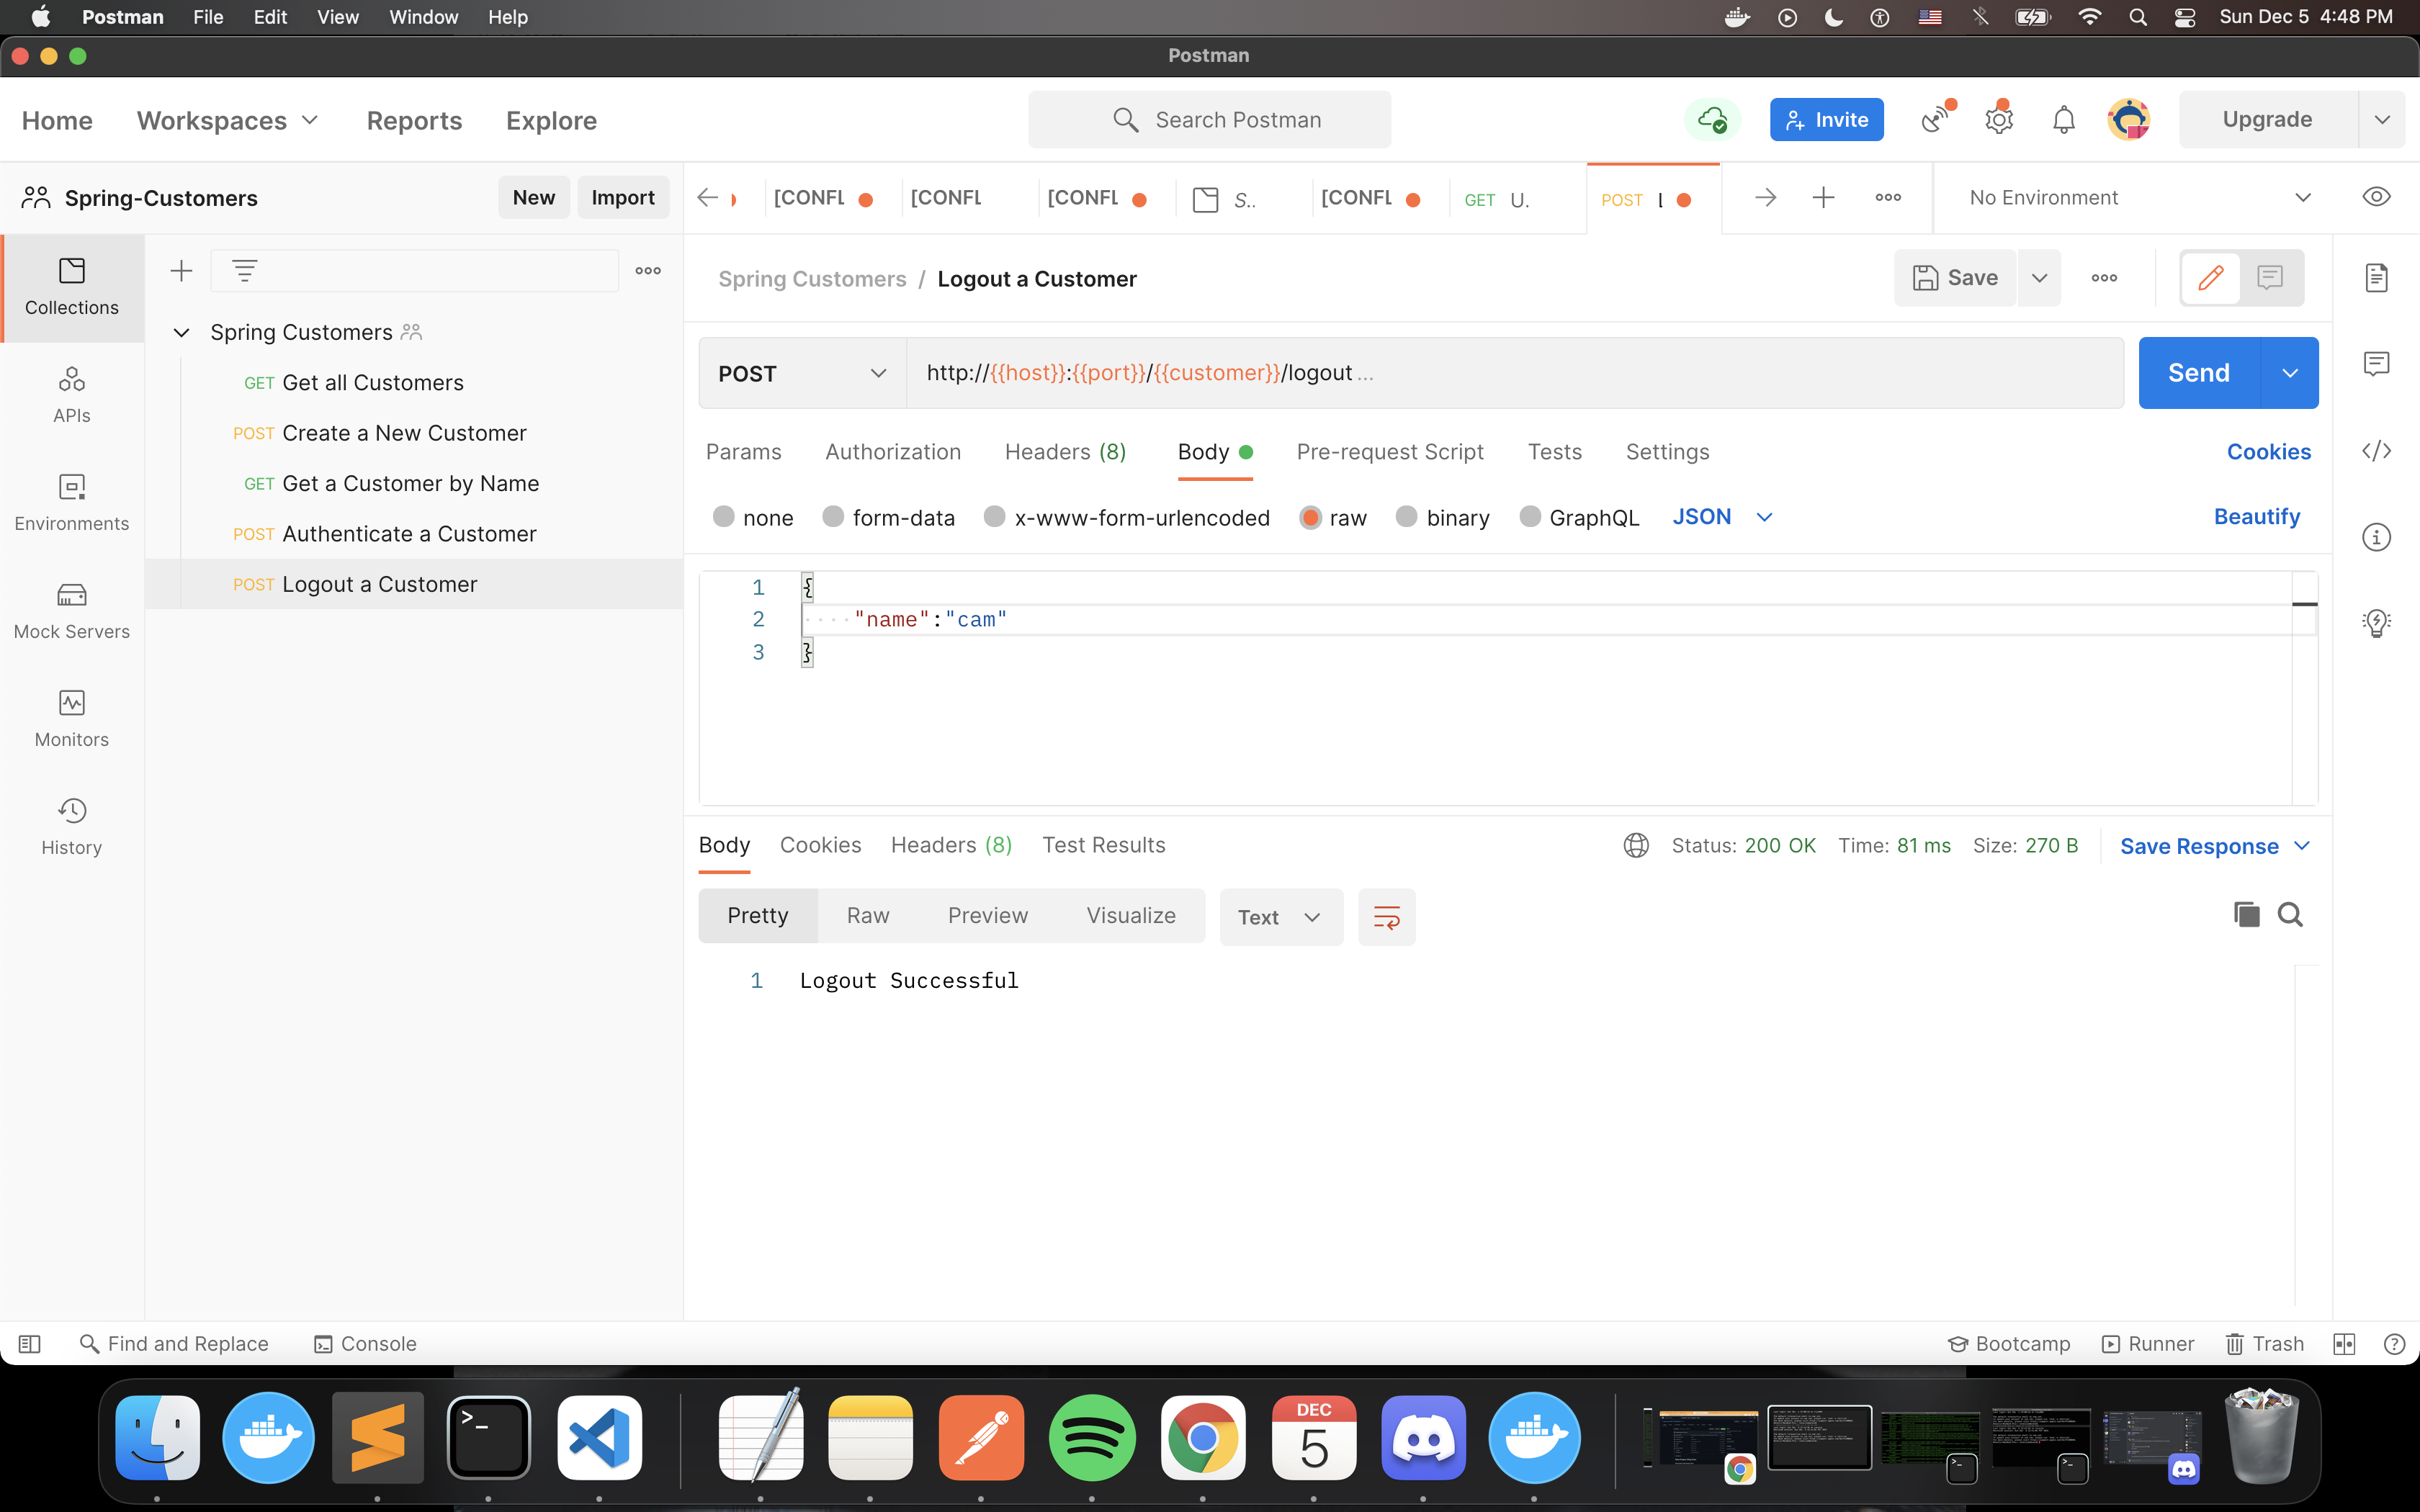 Postman File Edit View Window Help
Sun Dec 5 4:48 PM
Postman
Home Workspaces Reports Explore
Search Postman
Invite
Upgrade
Spring-Customers
New Import
[CONFL [CONFL [CONFL S.. [CONFL GET U. POST L
No Environment
Collections
APIs
Environments
Mock Servers
Monitors
History
Spring Customers
GET Get all Customers
POST Create a New Customer
GET Get a Customer by Name
POST Authenticate a Customer
POST Logout a Customer
Spring Customers / Logout a Customer
Save
POST http://{{host}}:{{port}}/{{customer}}/logout ...
Send
Params Authorization Headers (8) Body Pre-request Script Tests Settings Cookies
none form-data x-www-form-urlencoded raw binary GraphQL JSON Beautify
1 {
2 "name":"cam"
3 }
Body Cookies Headers (8) Test Results
Status: 200 OK Time: 81 ms Size: 270 B Save Response
Pretty Raw Preview Visualize Text
1 Logout Successful
Find and Replace Console
Bootcamp Runner Trash
DEC
5